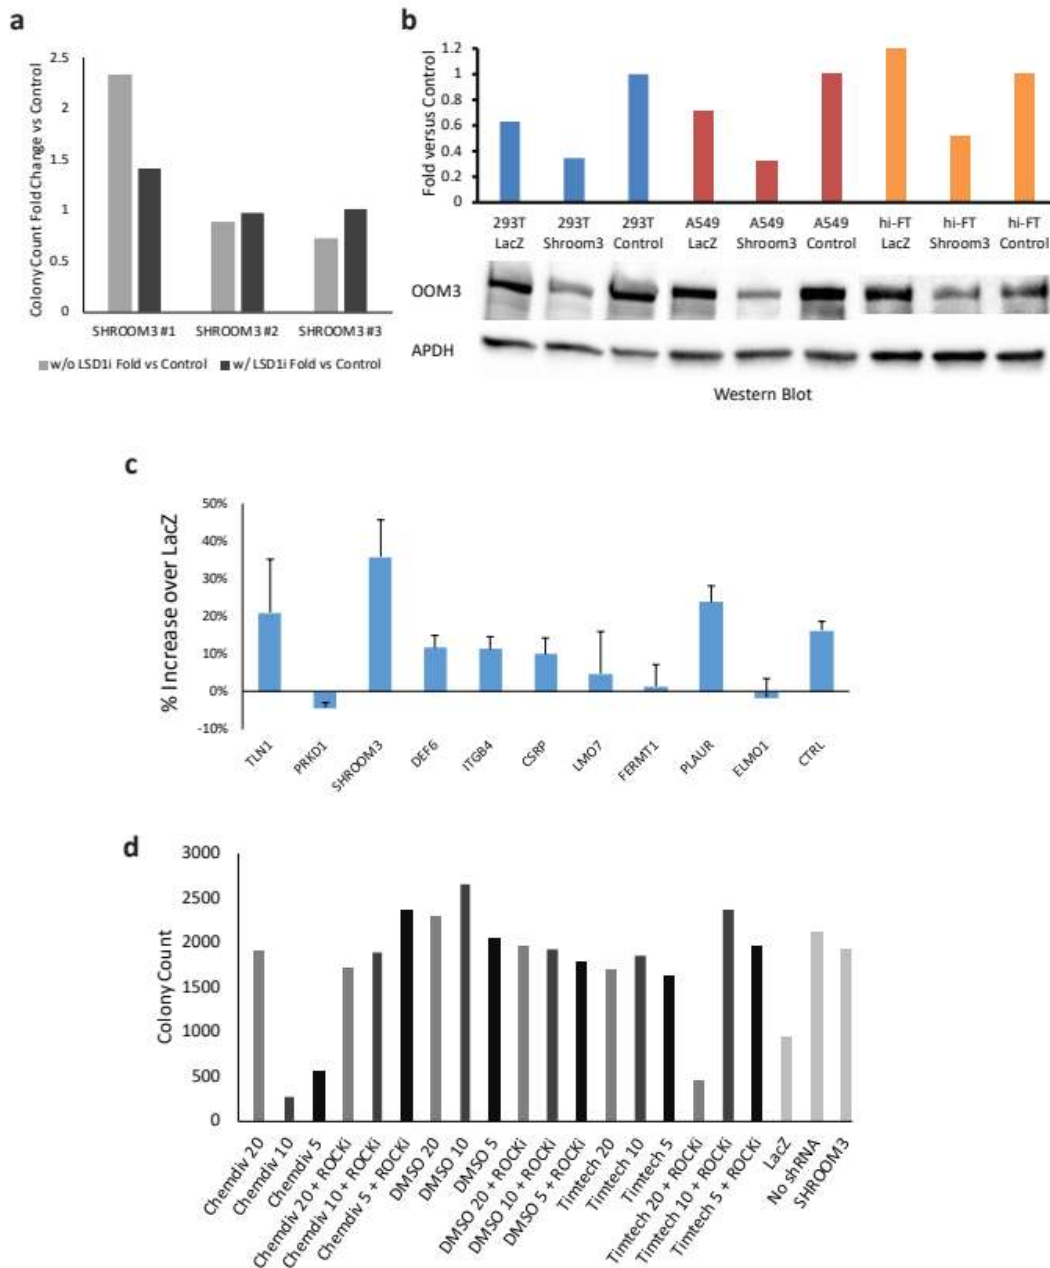 a
Colony Count Fold Change vs Control
2.5
2
1.5
1
0.5
0
SHROOM3 #1
SHROOM3 #2
SHROOM3 #3
w/o LSD1i Fold vs Control
w/ LSD1i Fold vs Control
b
Fold versus Control
1.2
1
0.8
0.6
0.4
0.2
0
293T
LacZ
293T
Shroom3
293T
Control
A549
LacZ
A549
Shroom3
A549
Control
hi-FT
LacZ
hi-FT
Shroom3
hi-FT
Control
OOM3
APDH
Western Blot
c
% Increase over LacZ
50%
40%
30%
20%
10%
0%
-10%
TLN1
PRKD1
SHROOM3
DEF6
ITGB4
CSRP
LMO7
FERMT1
PLAUR
ELMO1
CTRL
d
Colony Count
3000
2500
2000
1500
1000
500
0
Chemdiv 20
Chemdiv 10
Chemdiv 5
Chemdiv 20 + ROCKi
Chemdiv 10 + ROCKi
Chemdiv 5 + ROCKi
DMSO 20
DMSO 10
DMSO 5
DMSO 20 + ROCKi
DMSO 10 + ROCKi
DMSO 5 + ROCKi
Timtech 20
Timtech 10
Timtech 5
Timtech 20 + ROCKi
Timtech 10 + ROCKi
Timtech 5 + ROCKi
LacZ
No shRNA
SHROOM3